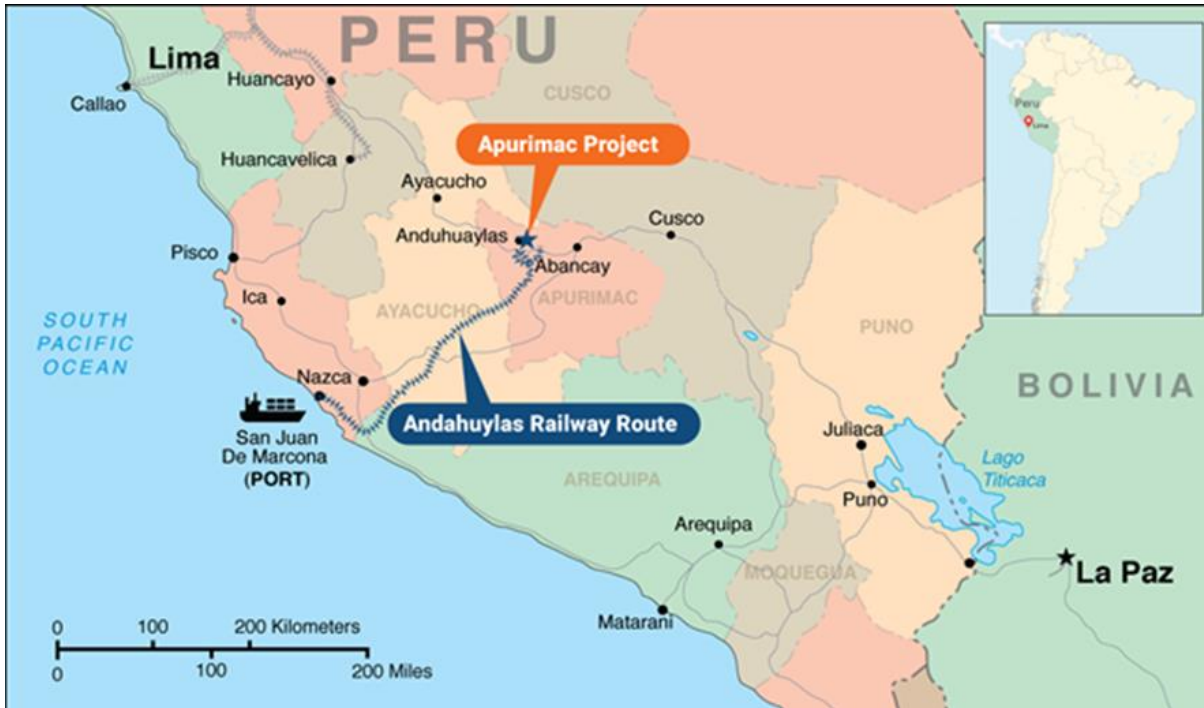 PERU
Lima
Huancayo
Callao
CUSCO
Peru
Lima
Huancavelica
Apurimac Project
Ayacucho
Cusco
Anduhuaylas
Pisco
Abancay
Ica
APURIMAC
AYACUCHO
PUNO
SOUTH
PACIFIC
OCEAN
BOLIVIA
Nazca
Andahuylas Railway Route
San Juan
De Marcona
(PORT)
Juliaca
Lago
Titicaca
AREQUIPA
Puno
Arequipa
MOQUEGUA
La Paz
Matarani
0 100 200 Kilometers
0 100 200 Miles